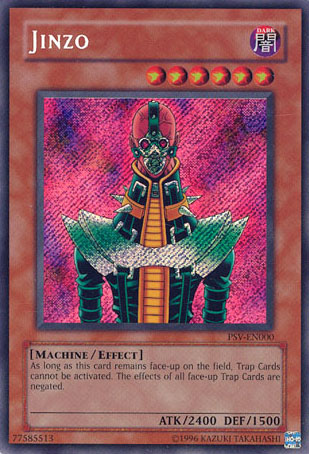 JINZO
DARK
闇
PSV-EN000
[MACHINE/EFFECT]
As long as this card remains face-up on the field, Trap Cards
cannot be activated. The effects of all face-up Trap Cards are
negated.
ATK/2400 DEF/1500
77585513
©1996 KAZUKI TAKAHASHI